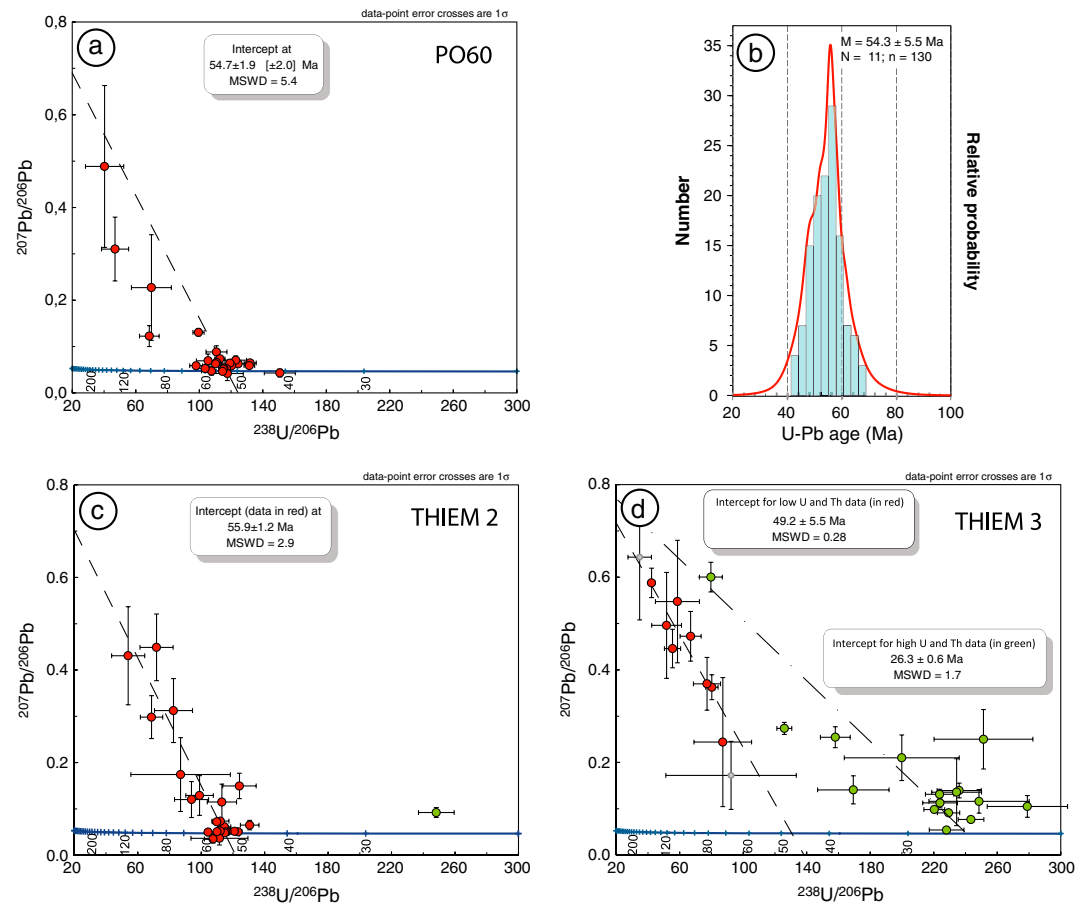 data-point error crosses are 1σ
a
Intercept at
54.7±1.9 [±2.0] Ma
MSWD = 5.4
PO60
0,8
0,6
0,4
0,2
0,0
207Pb/206Pb
200
120
80
60
50
40
30
20
60
100
140
180
220
260
300
238U/206Pb
b
M = 54.3 ± 5.5 Ma
N = 11; n = 130
35
30
25
20
15
10
5
0
Number
Relative probability
20
40
60
80
100
U-Pb age (Ma)
data-point error crosses are 1σ
c
Intercept (data in red) at
55.9±1.2 Ma
MSWD = 2.9
THIEM 2
0.8
0.6
0.4
0.2
0.0
207Pb/206Pb
200
120
80
60
50
40
30
20
60
100
140
180
220
260
300
238U/206Pb
data-point error crosses are 1σ
d
Intercept for low U and Th data (in red)
49.2 ± 5.5 Ma
MSWD = 0.28
THIEM 3
Intercept for high U and Th data (in green)
26.3 ± 0.6 Ma
MSWD = 1.7
0.8
0.6
0.4
0.2
0.0
207Pb/206Pb
200
120
80
60
50
40
30
20
60
100
140
180
220
260
300
238U/206Pb